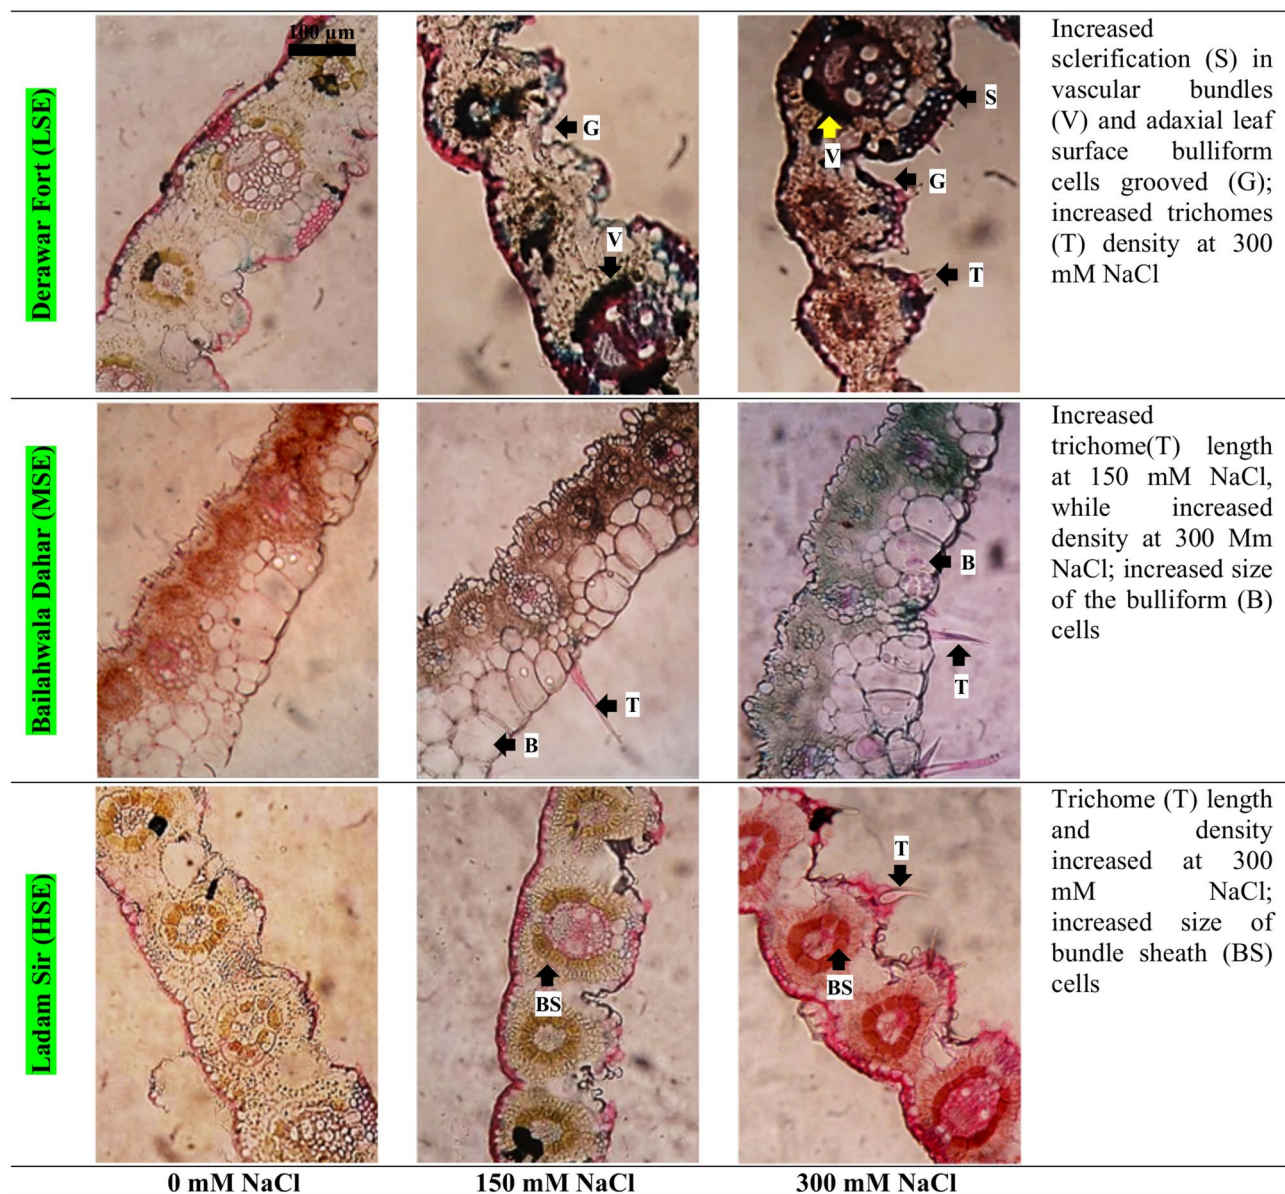 100 µm
Derawar Fort (LSE)
G
V
S
V
G
T
Increased
sclerification (S) in
vascular bundles
(V) and adaxial leaf
surface bulliform
cells grooved (G);
increased trichomes
(T) density at 300
mM NaCl
Bailahwala Dahar (MSE)
T
B
B
T
Increased
trichome(T) length
at 150 mM NaCl,
while increased
density at 300 Mm
NaCl; increased size
of the bulliform (B)
cells
Ladam Sir (HSE)
BS
T
BS
Trichome (T) length
and density
increased at 300
mM NaCl;
increased size of
bundle sheath (BS)
cells
0 mM NaCl
150 mM NaCl
300 mM NaCl